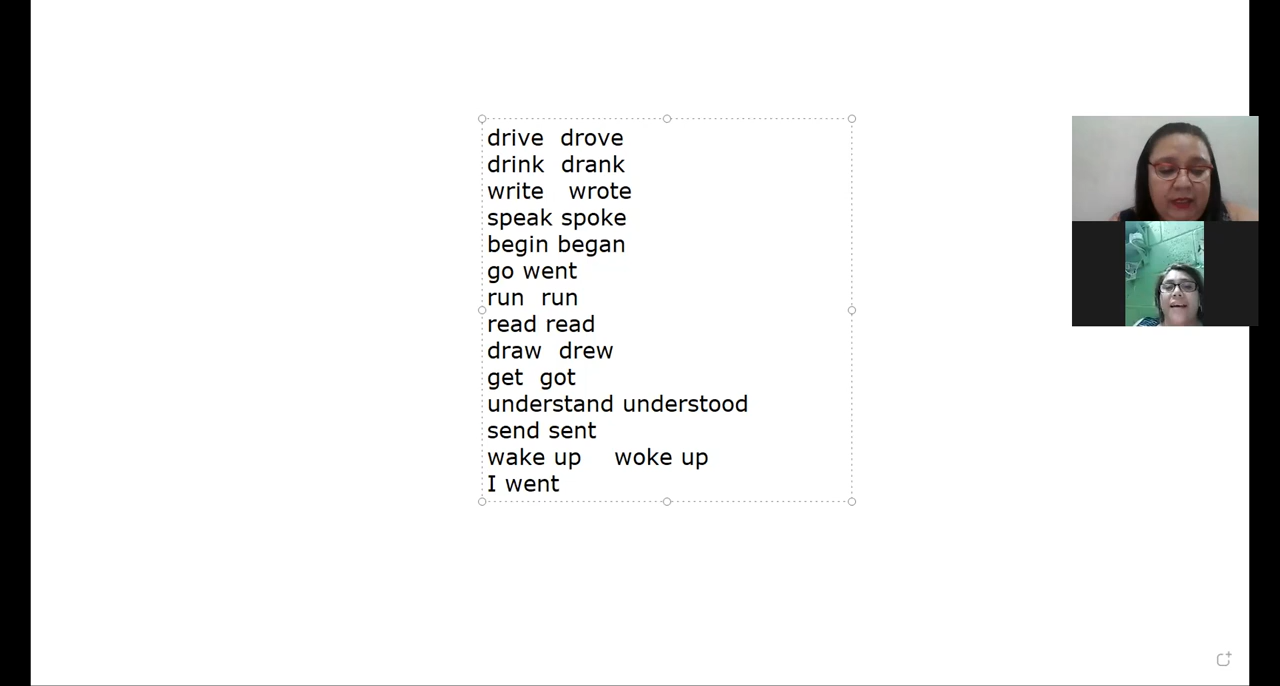 drive drove
drink drank
write wrote
speak spoke
begin began
go went
run run
read read
draw drew
get got
understand understood
send sent
wake up woke up
I went